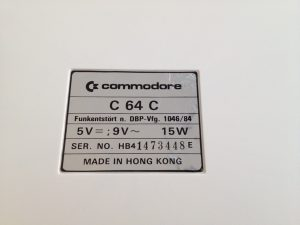 commodore
C 64 C
Funkentstört n. DBP-Vfg. 1046/84
5V⎓;9V~ 15W
SER. NO. HB41473448E
MADE IN HONG KONG